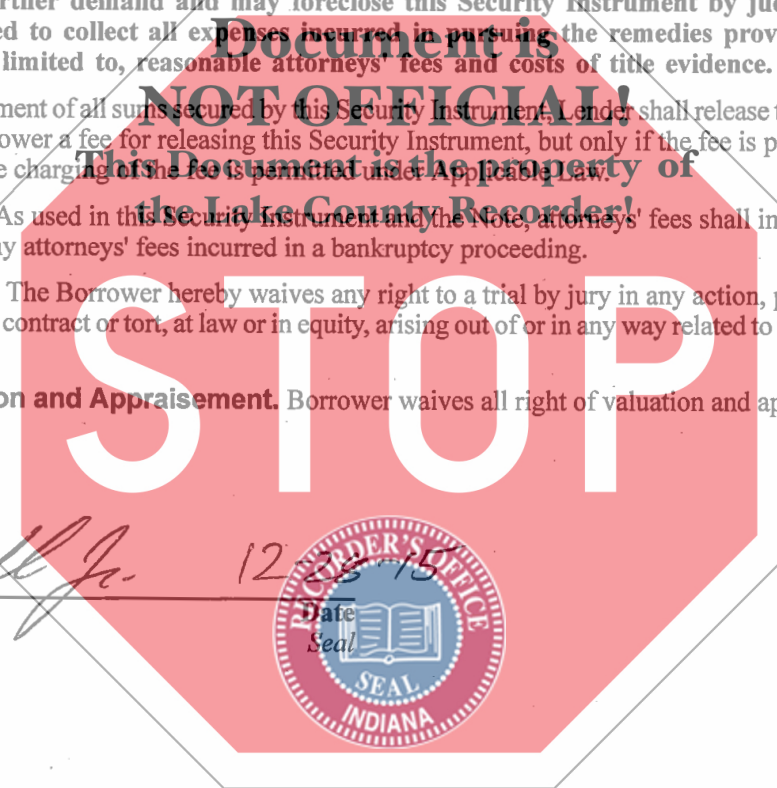 rther demand and may foreclose this Security Instrument by jud
ed to collect all expenses incurred in pursuing the remedies prov
limited to, reasonable attorneys' fees and costs of title evidence.
Document is
ment of all sums secured by this Security Instrument, Lender shall release t
NOT OFFICIAL!
ower a fee for releasing this Security Instrument, but only if the fee is p
e charging of the fee is permitted under Applicable Law.
This Document is the property of
As used in this Security Instrument and the Note, attorneys' fees shall in
the Lake County Recorder!
y attorneys' fees incurred in a bankruptcy proceeding.
The Borrower hereby waives any right to a trial by jury in any action, p
contract or tort, at law or in equity, arising out of or in any way related to
STOP
on and Appraisement. Borrower waives all right of valuation and ap
Jr. 12-28-15
Date
Seal
RECORDER'S OFFICE
SEAL
INDIANA